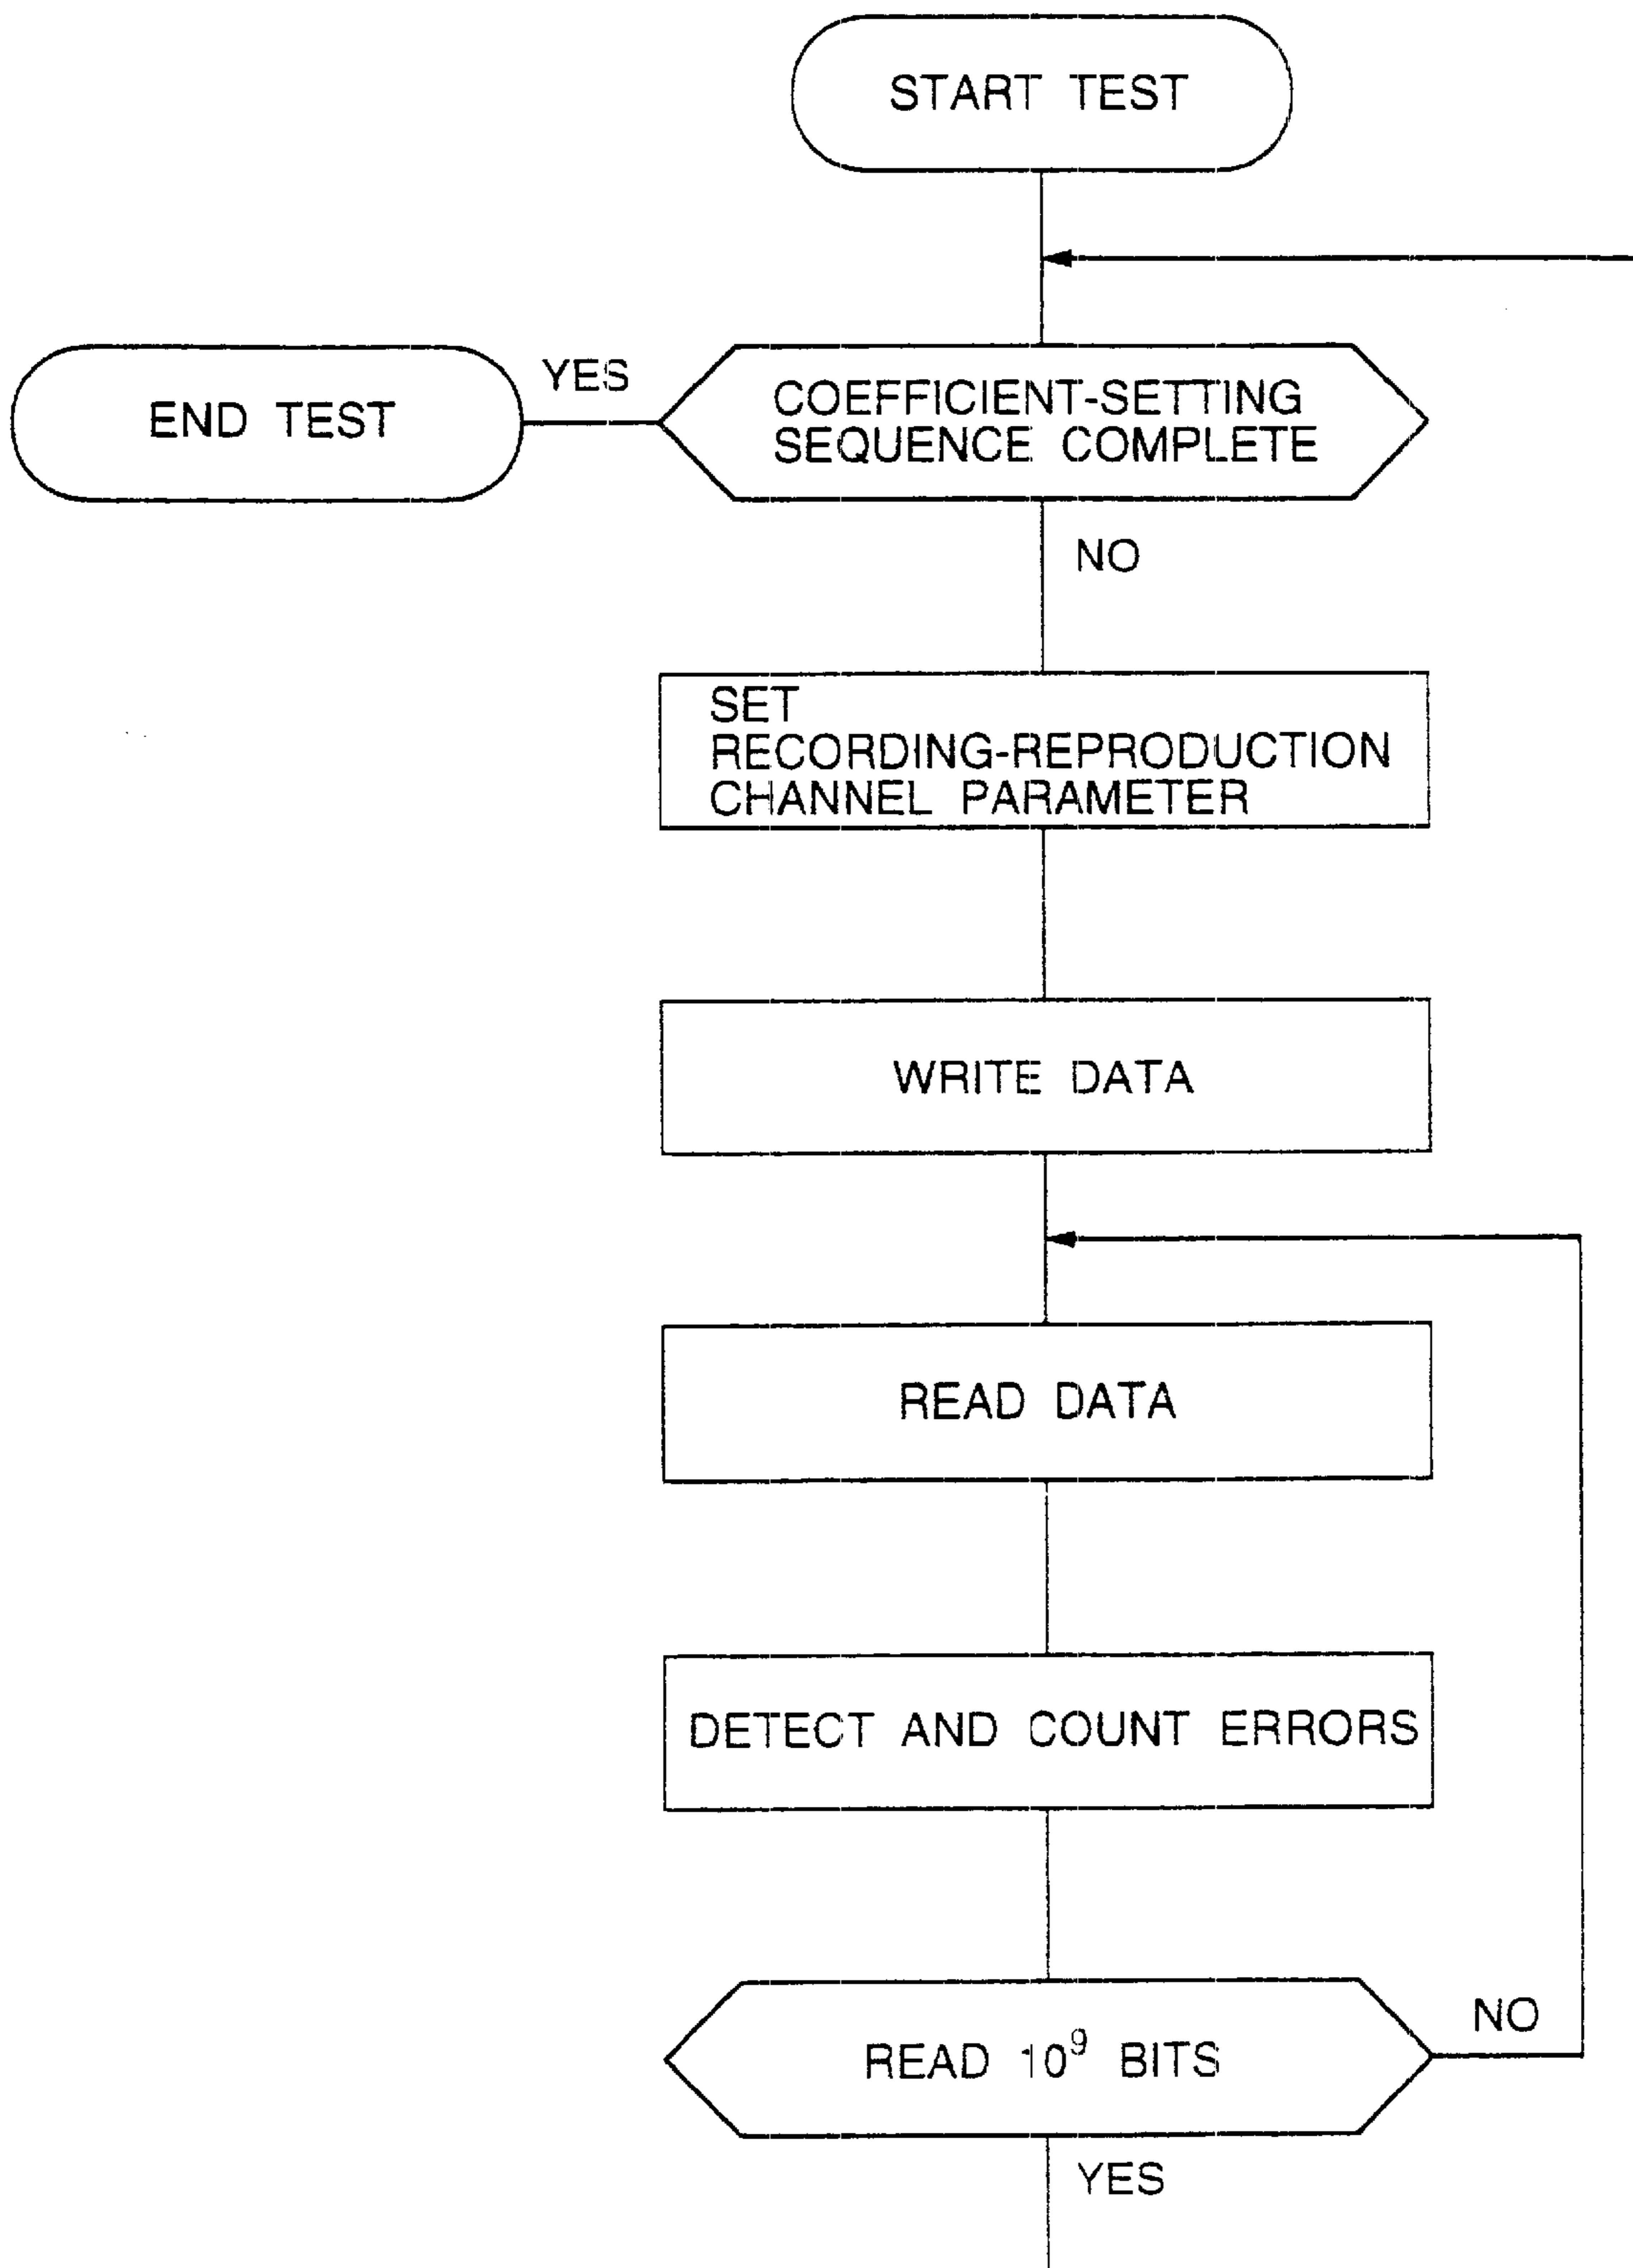 START TEST
YES
COEFFICIENT-SETTING
SEQUENCE COMPLETE
END TEST
NO
SET
RECORDING-REPRODUCTION
CHANNEL PARAMETER
WRITE DATA
READ DATA
DETECT AND COUNT ERRORS
NO
READ 10⁹ BITS
YES